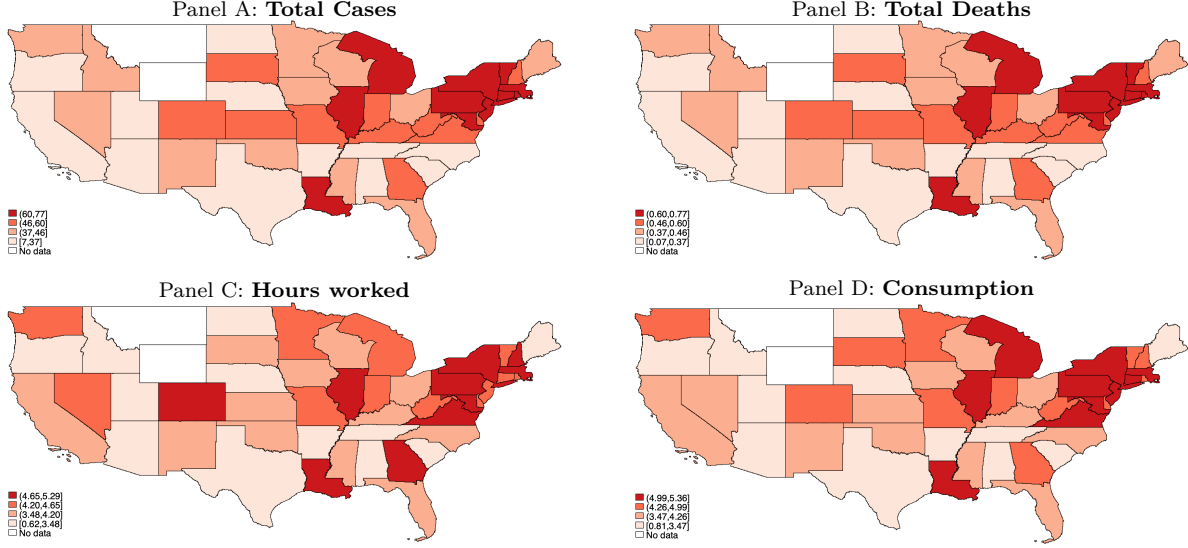 Panel A: Total Cases
(60,77]
(46,60]
(37,46]
[7,37]
No data
Panel B: Total Deaths
(0.60,0.77]
(0.46,0.60]
(0.37,0.46]
[0.07,0.37]
No data
Panel C: Hours worked
(4.65,5.29]
(4.20,4.65]
(3.48,4.20]
[0.62,3.48]
No data
Panel D: Consumption
(4.99,5.36]
(4.26,4.99]
(3.47,4.26]
[0.81,3.47]
No data